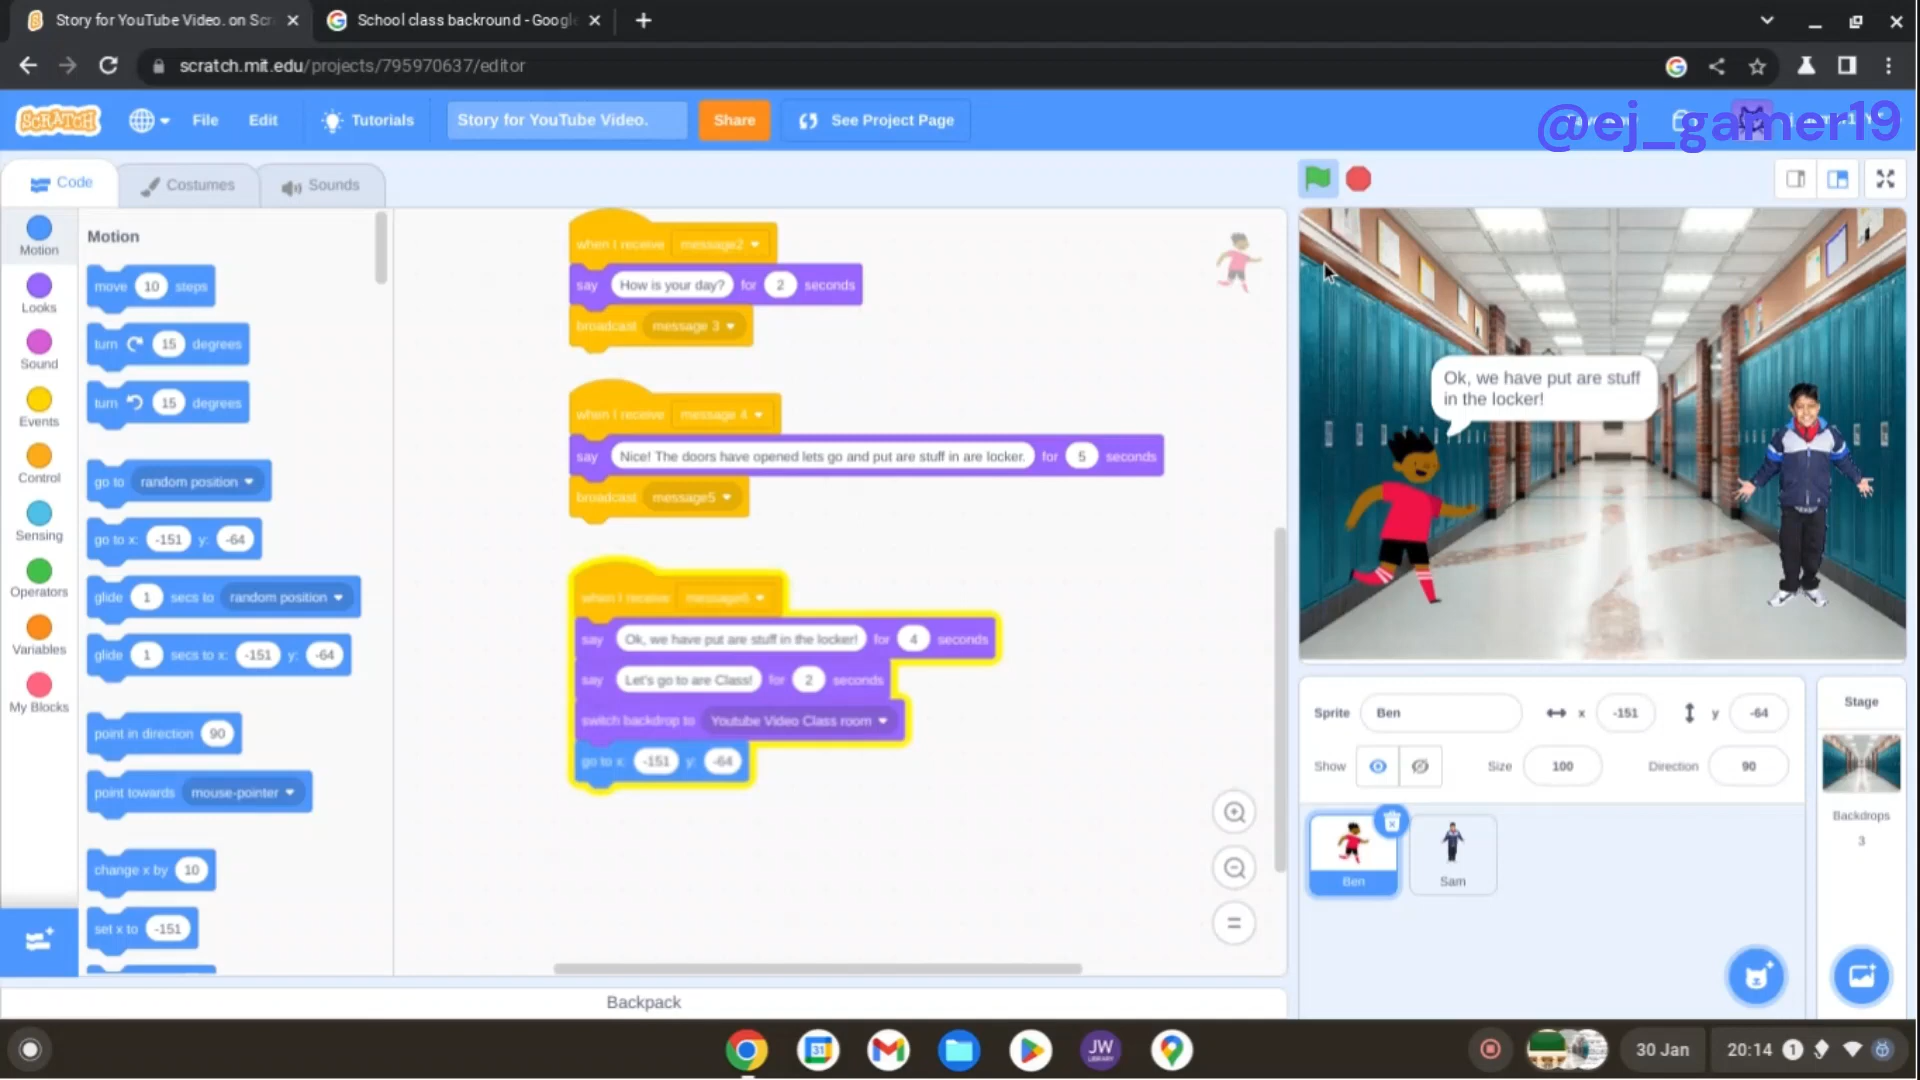 Story for YouTube Video. on Scr
School class backround - Google
scratch.mit.edu/projects/795970637/editor
SCRATCH
File
Edit
Tutorials
Story for YouTube Video.
Share
See Project Page
@ej_gamer19
Code
Costumes
Sounds
Motion
Looks
Sound
Events
Control
Sensing
Operators
Variables
My Blocks
Motion
move 10 steps
turn 15 degrees
turn 15 degrees
go to random position
go to x: -151 y: -64
glide 1 secs to random position
glide 1 secs to x: -151 y: -64
point in direction 90
point towards mouse-pointer
change x by 10
set x to -151
when I receive message2
say How is your day? for 2 seconds
broadcast message 3
when I receive message 4
say Nice! The doors have opened lets go and put are stuff in are locker. for 5 seconds
broadcast message5
when I receive
say Ok, we have put are stuff in the locker! for 4 seconds
say Let's go to are Class! for 2 seconds
switch backdrop to Youtube Video Class room
go to x: -151 y: -64
Backpack
Ok, we have put are stuff
in the locker!
Sprite Ben x -151 y -64
Show Size 100 Direction 90
Ben
Sam
Stage
Backdrops
3
31
JW
LIBRARY
30 Jan
20:14
1